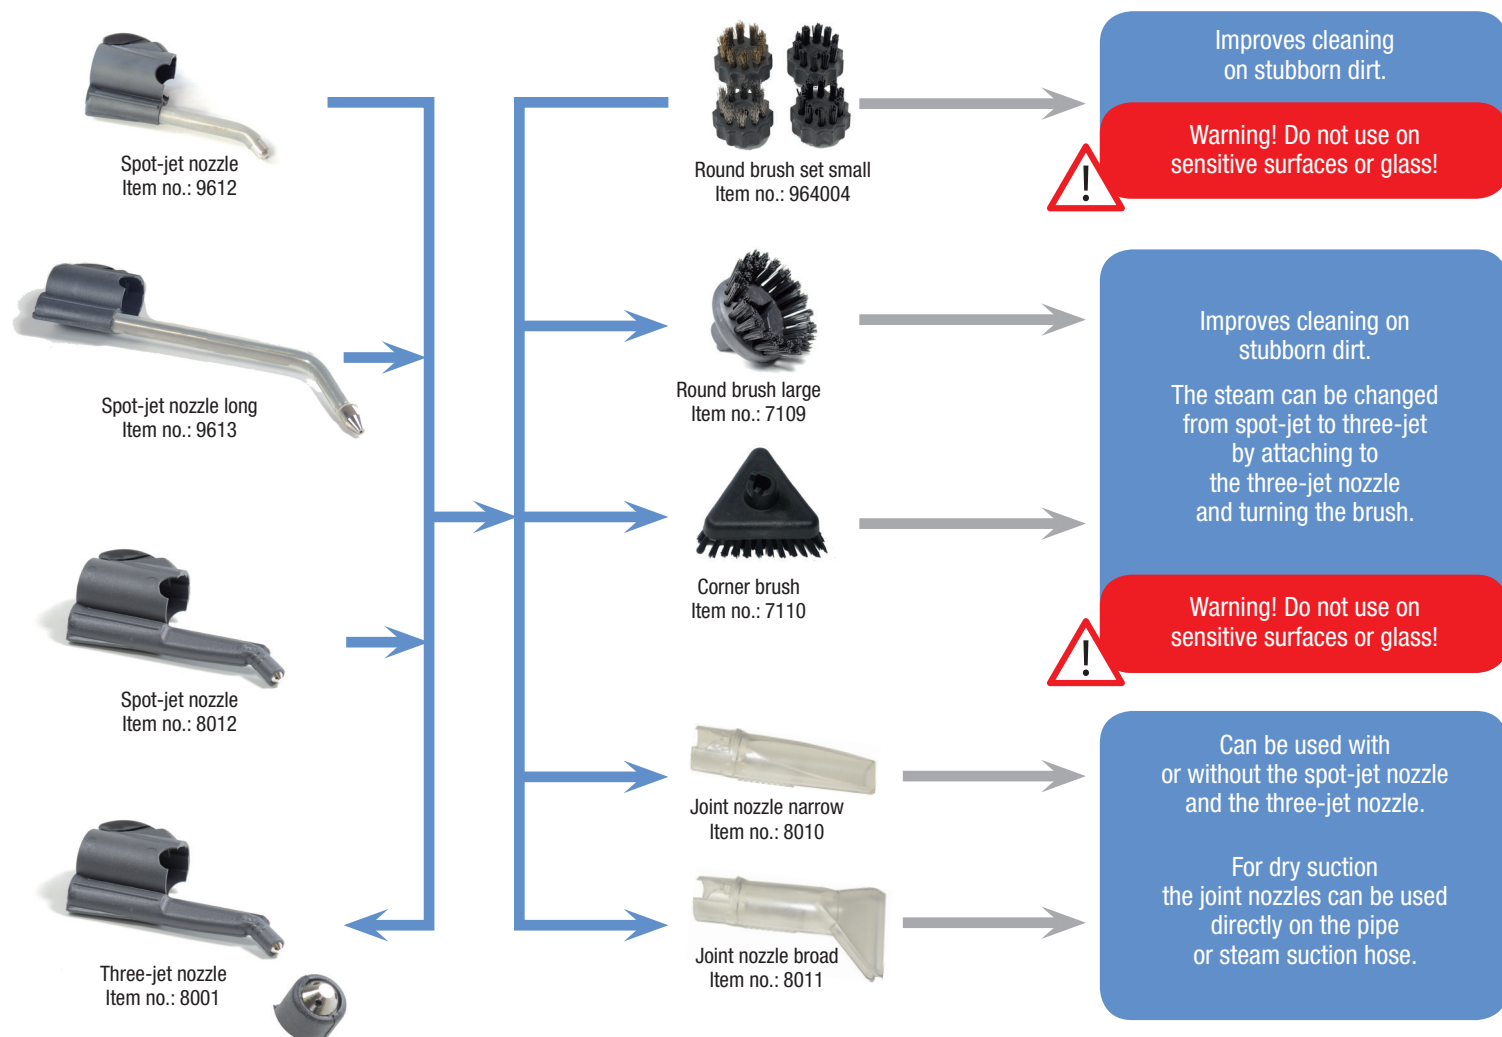 Spot-jet nozzle
Item no.: 9612
Spot-jet nozzle long
Item no.: 9613
Spot-jet nozzle
Item no.: 8012
Three-jet nozzle
Item no.: 8001
Round brush set small
Item no.: 964004
Round brush large
Item no.: 7109
Corner brush
Item no.: 7110
Joint nozzle narrow
Item no.: 8010
Joint nozzle broad
Item no.: 8011
Improves cleaning
on stubborn dirt.
!
Warning! Do not use on
sensitive surfaces or glass!
Improves cleaning on
stubborn dirt.
The steam can be changed
from spot-jet to three-jet
by attaching to
the three-jet nozzle
and turning the brush.
!
Warning! Do not use on
sensitive surfaces or glass!
Can be used with
or without the spot-jet nozzle
and the three-jet nozzle.
For dry suction
the joint nozzles can be used
directly on the pipe
or steam suction hose.